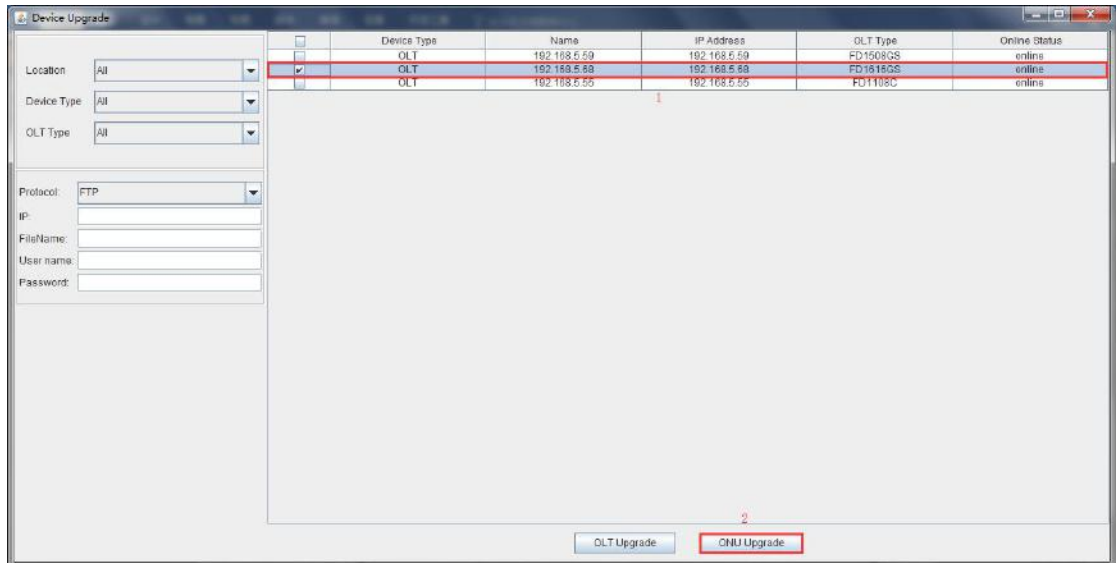 Device Upgrade
Location All
Device Type All
OLT Type All
Protocol: FTP
IP:
FileName:
User name:
Password:
Device Type Name IP Address OLT Type Online Status
OLT 192.168.5.59 192.168.5.59 FD1508GS online
OLT 192.168.5.68 192.168.5.68 FD1616GS online
OLT 192.168.5.55 192.168.5.55 FD1108C online
1
2
OLT Upgrade ONU Upgrade